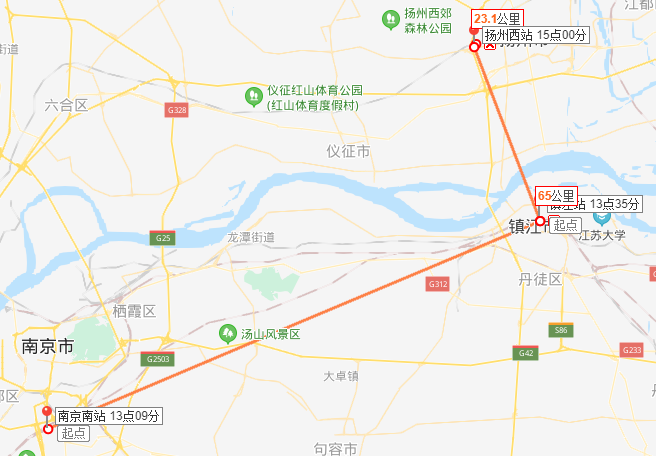 扬州西郊
森林公园
23.1公里
扬州西站 15点00分
江都
仪征红山体育公园
(红山体育度假村)
六合区
G328
仪征市
65公里
镇江站 13点35分
镇江
起点
江苏大学
G25
龙潭街道
丹徒区
G312
栖霞区
汤山风景区
南京市
S86
G2503
G42
G233
大卓镇
南京南站 13点09分
起点
句容市